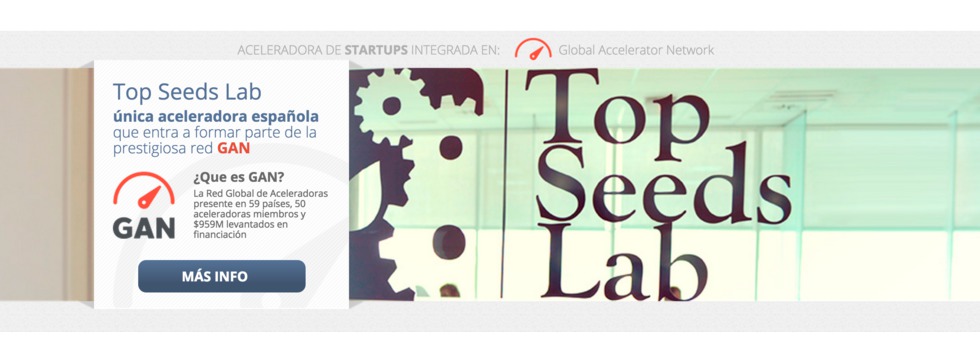 ACELERADORA DE STARTUPS INTEGRADA EN: Global Accelerator Network
Top Seeds Lab
única aceleradora española
que entra a formar parte de la
prestigiosa red GAN
¿Que es GAN?
La Red Global de Aceleradoras
presente en 59 países, 50
aceleradoras miembros y
$959M levantados en
financiación
GAN
MÁS INFO
Top
Seeds
Lab